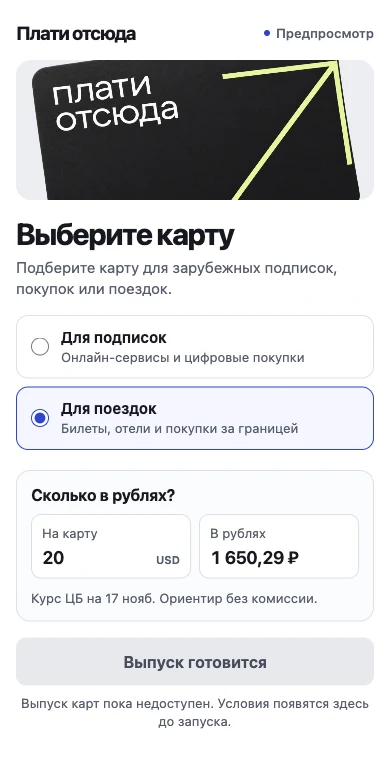 Плати отсюда
Предпросмотр
плати
отсюда
Выберите карту
Подберите карту для зарубежных подписок,
покупок или поездок.
Для подписок
Онлайн-сервисы и цифровые покупки
Для поездок
Билеты, отели и покупки за границей
Сколько в рублях?
На карту
20 USD
В рублях
1 650,29 ₽
Курс ЦБ на 17 нояб. Ориентир без комиссии.
Выпуск готовится
Выпуск карт пока недоступен. Условия появятся здесь
до запуска.